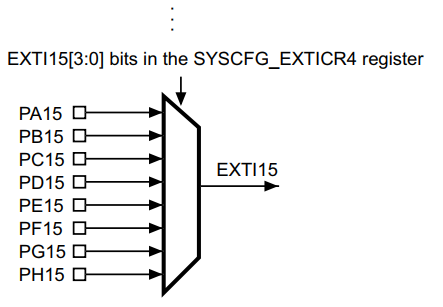 EXTI15[3:0] bits in the SYSCFG_EXTICR4 register
PA15
PB15
PC15
PD15
PE15
PF15
PG15
PH15
EXTI15